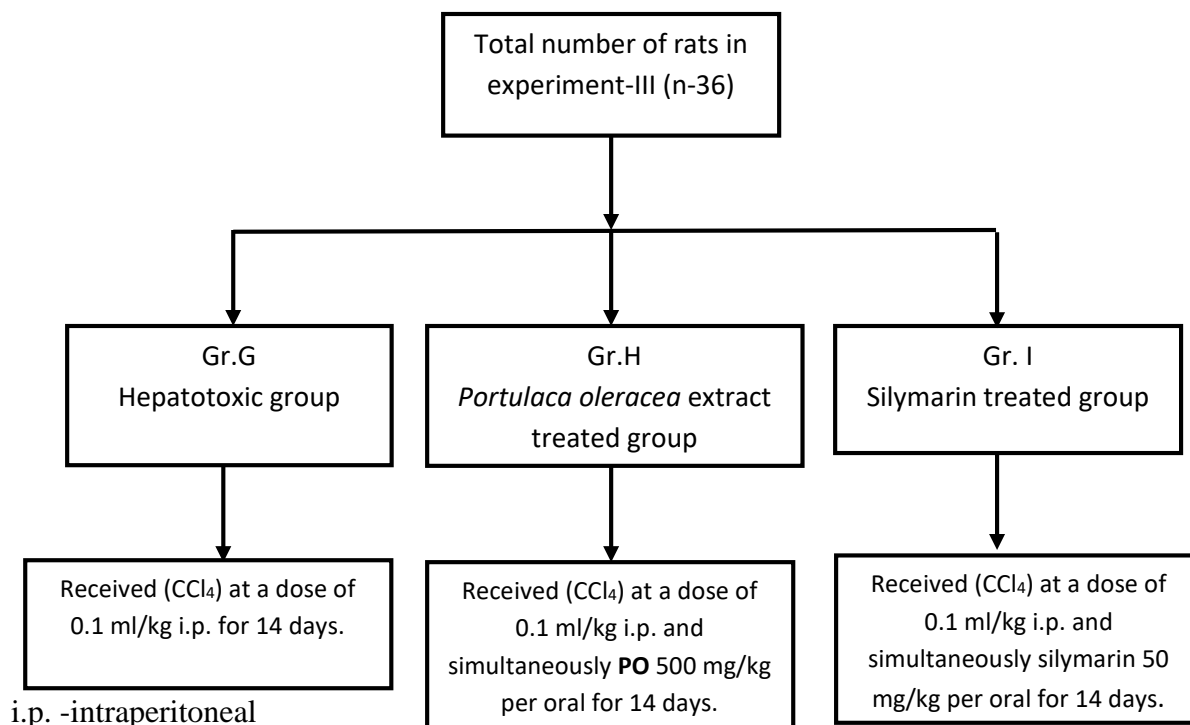 Total number of rats in
experiment-III (n-36)
Gr.G
Hepatotoxic group
Gr.H
Portulaca oleracea extract
treated group
Gr. I
Silymarin treated group
Received (CCl₄) at a dose of
0.1 ml/kg i.p. for 14 days.
Received (CCl₄) at a dose of
0.1 ml/kg i.p. and
simultaneously PO 500 mg/kg
per oral for 14 days.
Received (CCl₄) at a dose of
0.1 ml/kg i.p. and
simultaneously silymarin 50
mg/kg per oral for 14 days.
i.p. -intraperitoneal